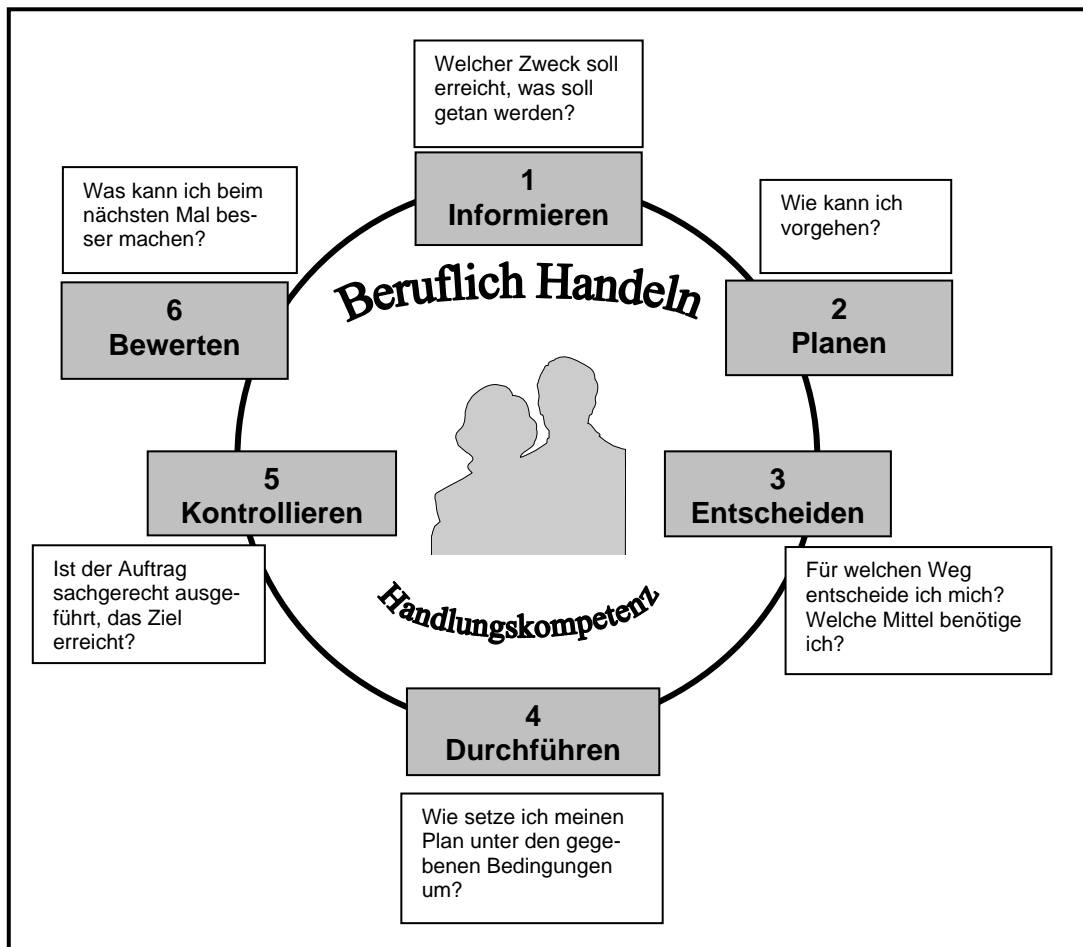 Welcher Zweck soll
erreicht, was soll
getan werden?
1
Informieren
Wie kann ich
vorgehen?
2
Planen
3
Entscheiden
Für welchen Weg
entscheide ich mich?
Welche Mittel benötige
ich?
4
Durchführen
Wie setze ich meinen
Plan unter den gege-
benen Bedingungen
um?
5
Kontrollieren
Ist der Auftrag
sachgerecht ausge-
führt, das Ziel
erreicht?
Was kann ich beim
nächsten Mal bes-
ser machen?
6
Bewerten
Beruflich Handeln
Handlungskompetenz